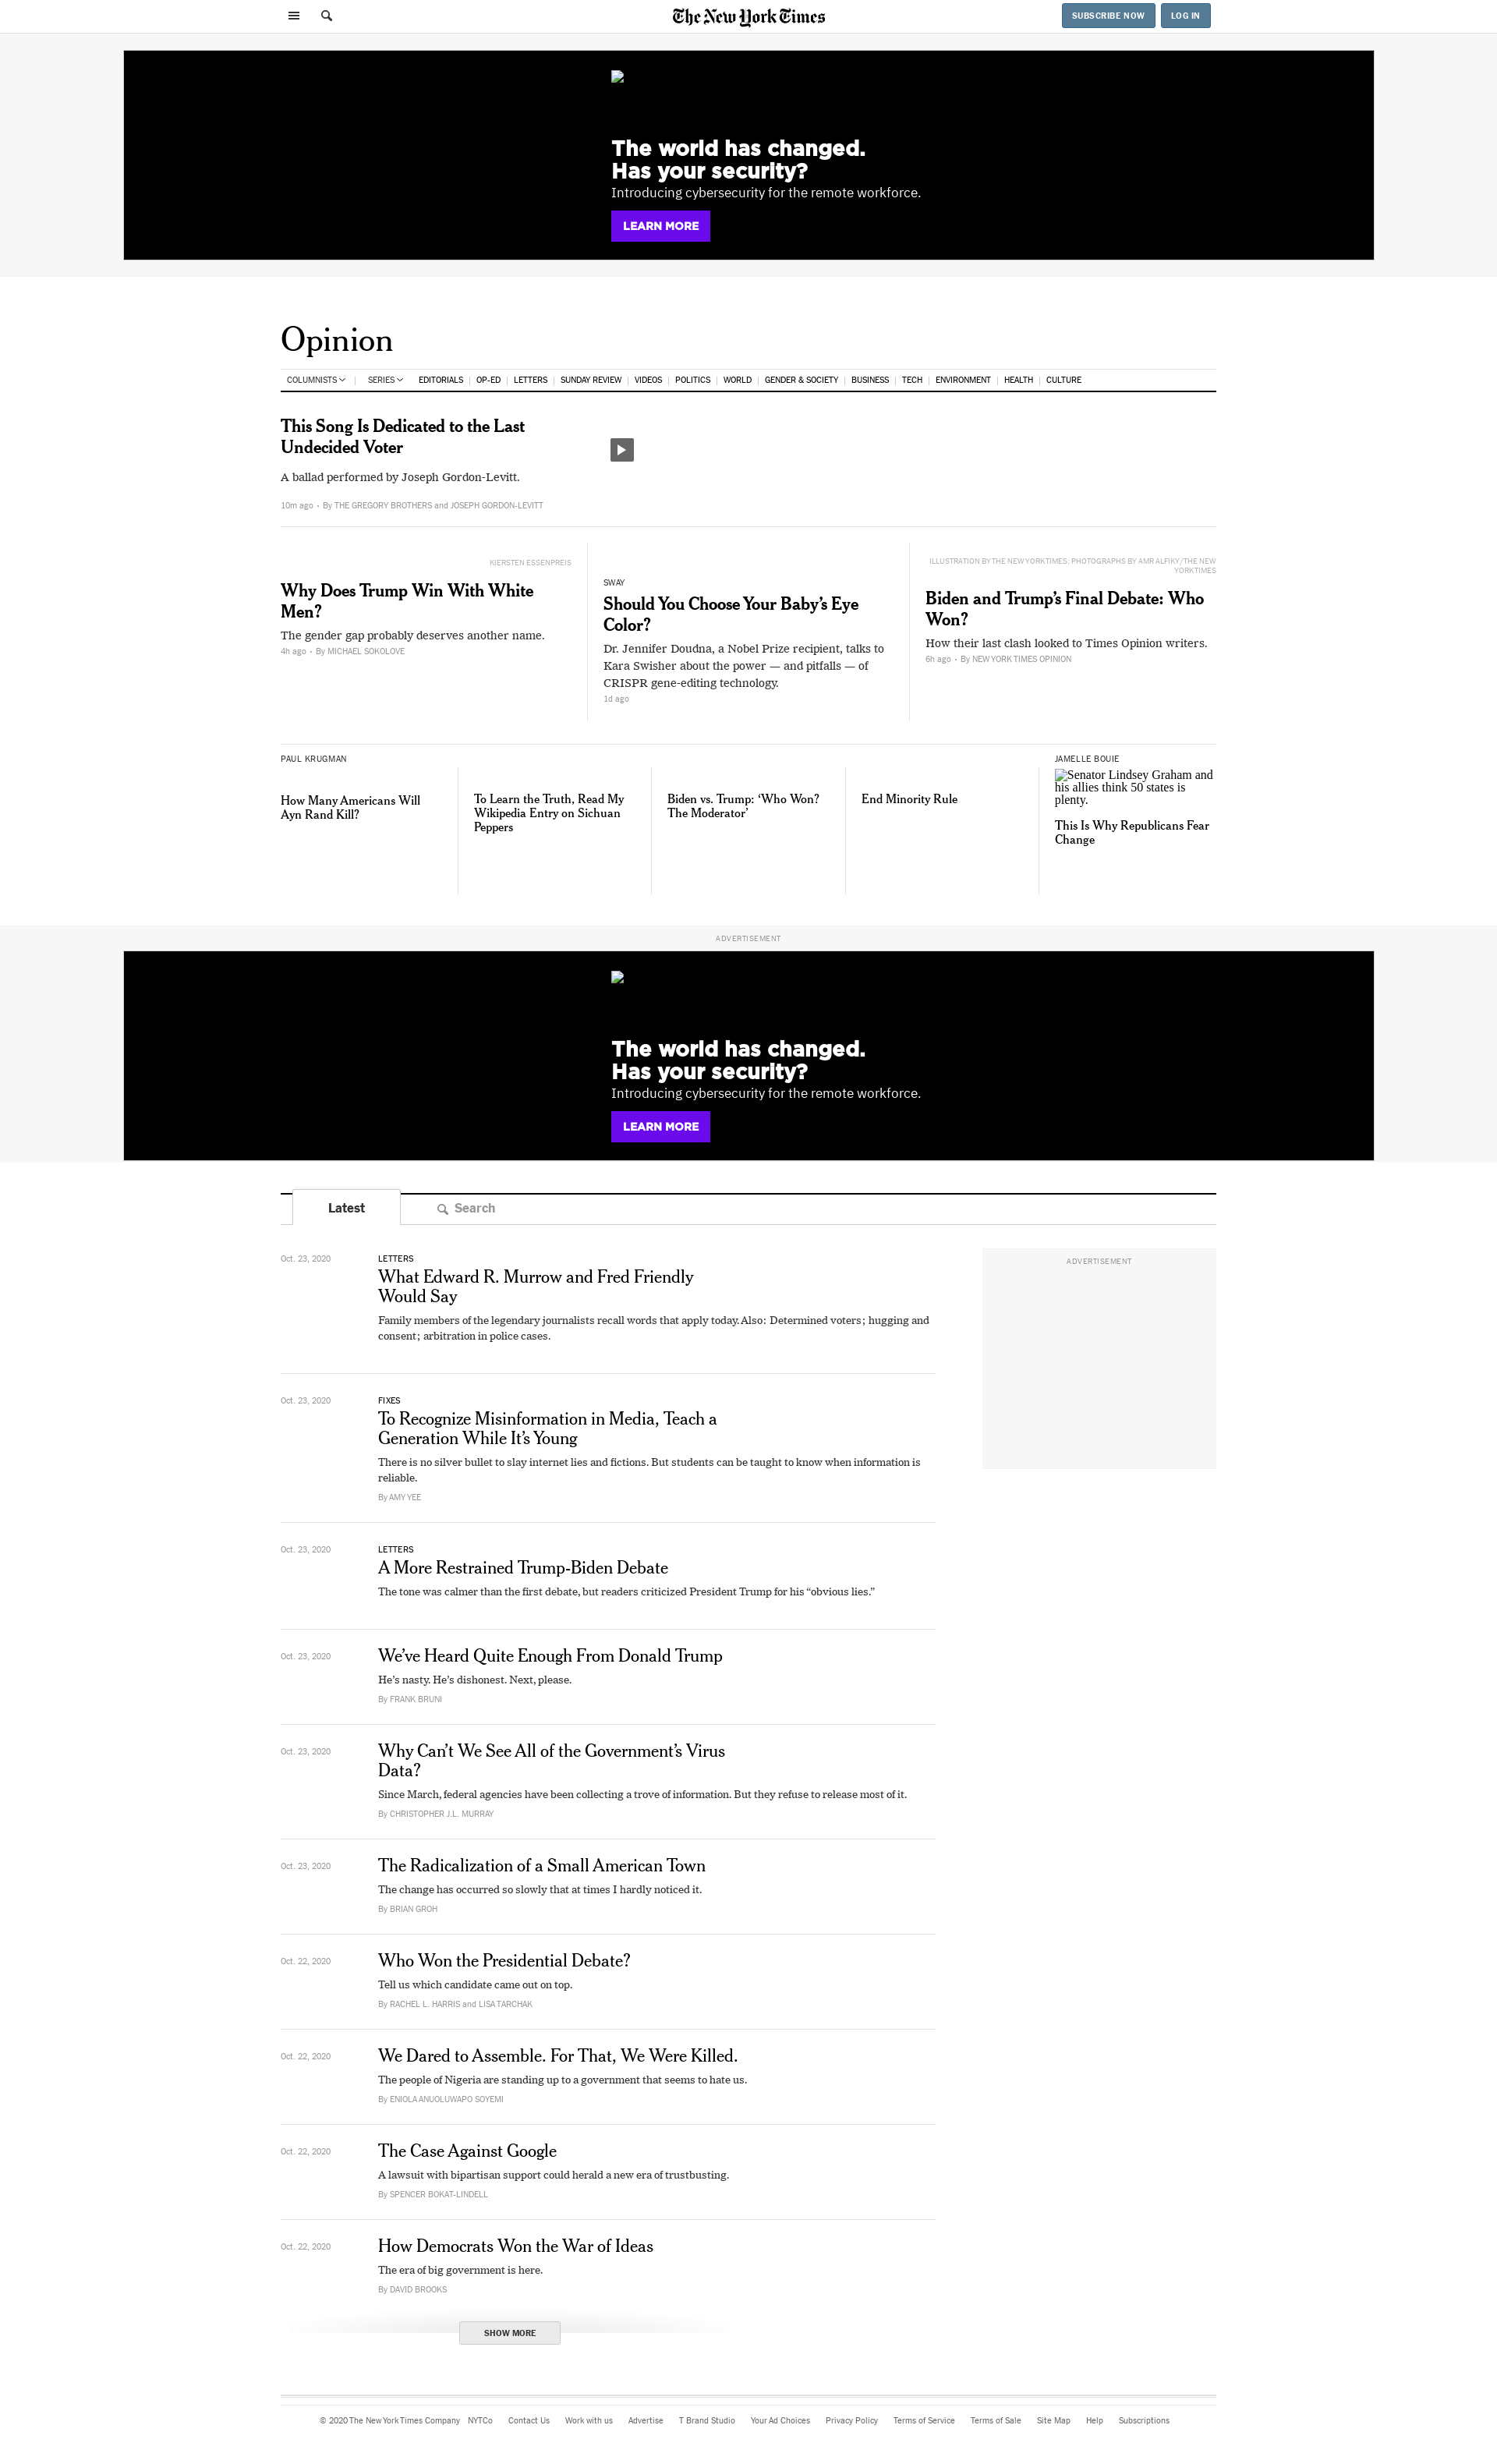 The New York Times
SUBSCRIBE NOW
LOG IN
The world has changed.
Has your security?
Introducing cybersecurity for the remote workforce.
LEARN MORE
Opinion
COLUMNISTS
SERIES
EDITORIALS
OP-ED
LETTERS
SUNDAY REVIEW
VIDEOS
POLITICS
WORLD
GENDER & SOCIETY
BUSINESS
TECH
ENVIRONMENT
HEALTH
CULTURE
This Song Is Dedicated to the Last
Undecided Voter
A ballad performed by Joseph Gordon-Levitt.
10m ago • By THE GREGORY BROTHERS and JOSEPH GORDON-LEVITT
KIERSTEN ESSENPREIS
Why Does Trump Win With White
Men?
The gender gap probably deserves another name.
4h ago • By MICHAEL SOKOLOVE
SWAY
Should You Choose Your Baby’s Eye
Color?
Dr. Jennifer Doudna, a Nobel Prize recipient, talks to
Kara Swisher about the power — and pitfalls — of
CRISPR gene-editing technology.
1d ago
ILLUSTRATION BY THE NEW YORK TIMES; PHOTOGRAPHS BY AMR ALFIKY/THE NEW
YORK TIMES
Biden and Trump’s Final Debate: Who
Won?
How their last clash looked to Times Opinion writers.
6h ago • By NEW YORK TIMES OPINION
PAUL KRUGMAN
How Many Americans Will
Ayn Rand Kill?
To Learn the Truth, Read My
Wikipedia Entry on Sichuan
Peppers
Biden vs. Trump: ‘Who Won?
The Moderator’
End Minority Rule
JAMELLE BOUIE
Senator Lindsey Graham and
his allies think 50 states is
plenty.
This Is Why Republicans Fear
Change
ADVERTISEMENT
The world has changed.
Has your security?
Introducing cybersecurity for the remote workforce.
LEARN MORE
Latest
Search
Oct. 23, 2020
LETTERS
What Edward R. Murrow and Fred Friendly
Would Say
Family members of the legendary journalists recall words that apply today. Also: Determined voters; hugging and
consent; arbitration in police cases.
ADVERTISEMENT
Oct. 23, 2020
FIXES
To Recognize Misinformation in Media, Teach a
Generation While It’s Young
There is no silver bullet to slay internet lies and fictions. But students can be taught to know when information is
reliable.
By AMY YEE
Oct. 23, 2020
LETTERS
A More Restrained Trump-Biden Debate
The tone was calmer than the first debate, but readers criticized President Trump for his “obvious lies.”
Oct. 23, 2020
We’ve Heard Quite Enough From Donald Trump
He’s nasty. He’s dishonest. Next, please.
By FRANK BRUNI
Oct. 23, 2020
Why Can’t We See All of the Government’s Virus
Data?
Since March, federal agencies have been collecting a trove of information. But they refuse to release most of it.
By CHRISTOPHER J.L. MURRAY
Oct. 23, 2020
The Radicalization of a Small American Town
The change has occurred so slowly that at times I hardly noticed it.
By BRIAN GROH
Oct. 22, 2020
Who Won the Presidential Debate?
Tell us which candidate came out on top.
By RACHEL L. HARRIS and LISA TARCHAK
Oct. 22, 2020
We Dared to Assemble. For That, We Were Killed.
The people of Nigeria are standing up to a government that seems to hate us.
By ENIOLA ANUOLUWAPO SOYEMI
Oct. 22, 2020
The Case Against Google
A lawsuit with bipartisan support could herald a new era of trustbusting.
By SPENCER BOKAT-LINDELL
Oct. 22, 2020
How Democrats Won the War of Ideas
The era of big government is here.
By DAVID BROOKS
SHOW MORE
© 2020 The New York Times Company
NYTCo
Contact Us
Work with us
Advertise
T Brand Studio
Your Ad Choices
Privacy Policy
Terms of Service
Terms of Sale
Site Map
Help
Subscriptions